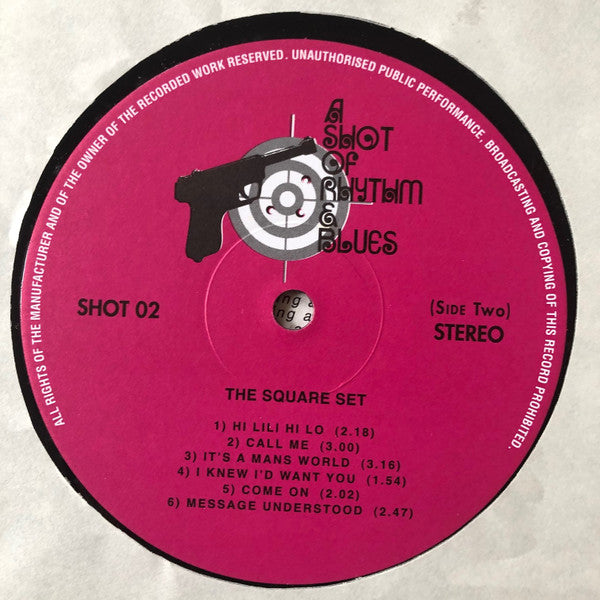 ALL RIGHTS OF THE MANUFACTURER AND OF THE OWNER OF THE RECORDED WORK RESERVED. UNAUTHORISED PUBLIC PERFORMANCE, BROADCASTING AND COPYING OF THIS RECORD PROHIBITED.
A
SHOT
OF
RHYTHM
&
BLUES
SHOT 02
(SIDE TWO)
STEREO
ng a
ng a
THE SQUARE SET
1) HI LILI HI LO (2.18)
2) CALL ME (3.00)
3) IT'S A MANS WORLD (3.16)
4) I KNEW I'D WANT YOU (1.54)
5) COME ON (2.02)
6) MESSAGE UNDERSTOOD (2.47)